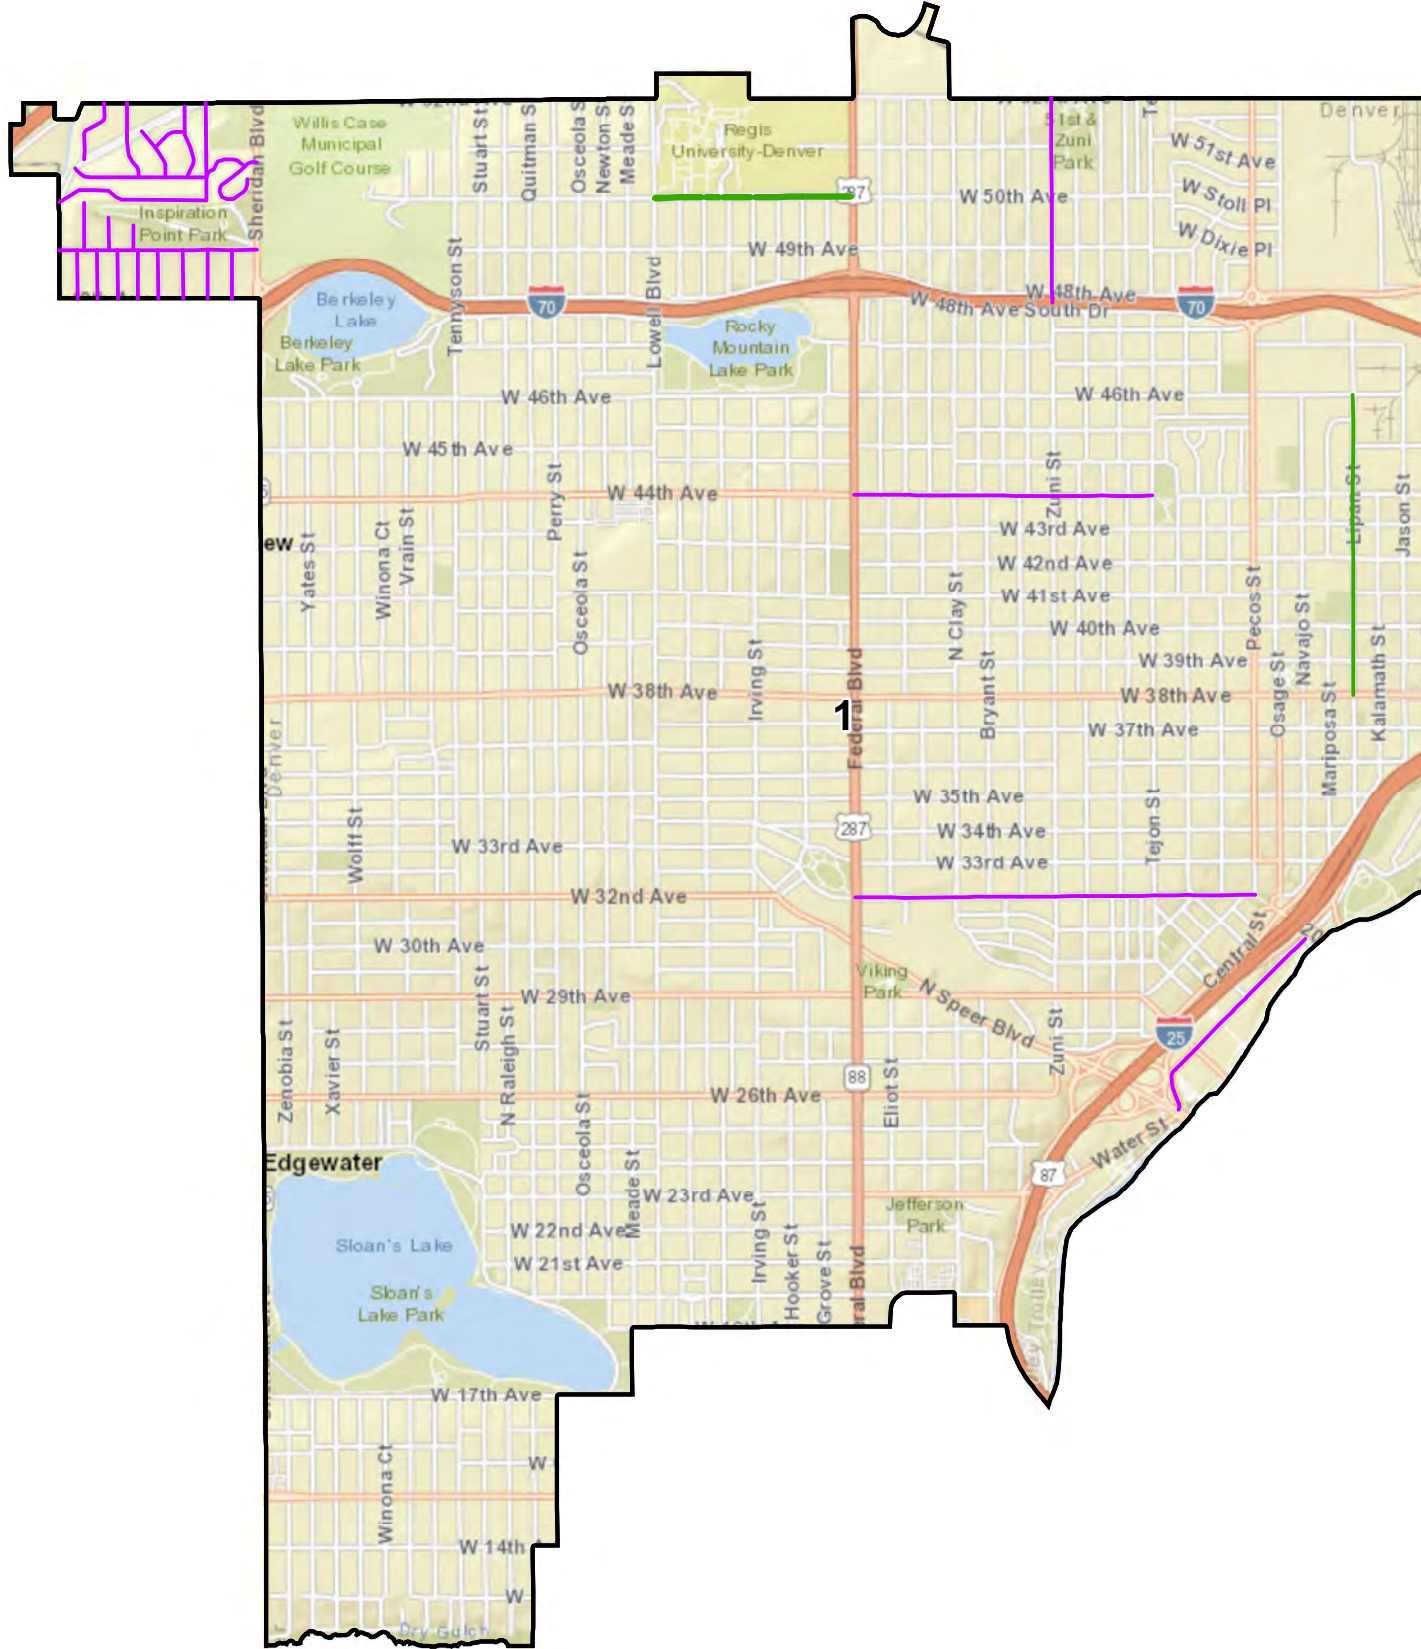 Denver
Willis Case
Municipal
Golf Course
Stuart St
Quitman S
Osceola S
Newton S
Meade S
Regis
University-Denver
51st &
Zuni
Park
W 51st Ave
W Stoll Pl
W Dixie Pl
W 50th Ave
287
Sheridan Blvd
Inspiration
Point Park
W 49th Ave
Tennyson St
Lowell Blvd
Berkeley
Lake
Berkeley
Lake Park
70
Rocky
Mountain
Lake Park
W 48th Ave
W 48th Ave South Dr
70
W 46th Ave
W 46th Ave
W 45th Ave
Perry St
W 44th Ave
Zuni St
Lipan St
Jason St
ew
Yates St
Winona Ct
Vrain St
Osceola St
W 43rd Ave
W 42nd Ave
W 41st Ave
W 40th Ave
W 39th Ave
N Clay St
Bryant St
Pecos St
Osage St
Navajo St
Mariposa St
Kalamath St
Irving St
Federal Blvd
W 38th Ave
W 38th Ave
1
W 37th Ave
Denver
W 35th Ave
W 34th Ave
W 33rd Ave
Tejon St
287
Wolff St
W 33rd Ave
W 32nd Ave
W 30th Ave
Viking
Park
N Speer Blvd
Central St
20
25
W 29th Ave
Stuart St
N Raleigh St
Zenobia St
Xavier St
Zuni St
88
Eliot St
W 26th Ave
Water St
87
Edgewater
Osceola St
Meade St
W 23rd Ave
W 22nd Ave
W 21st Ave
Irving St
Hooker St
Grove St
eral Blvd
Jefferson
Park
Sloan's Lake
Sloan's
Lake Park
ley Trolley
W 17th Ave
W
Winona Ct
W 14th
W
Dry Gulch